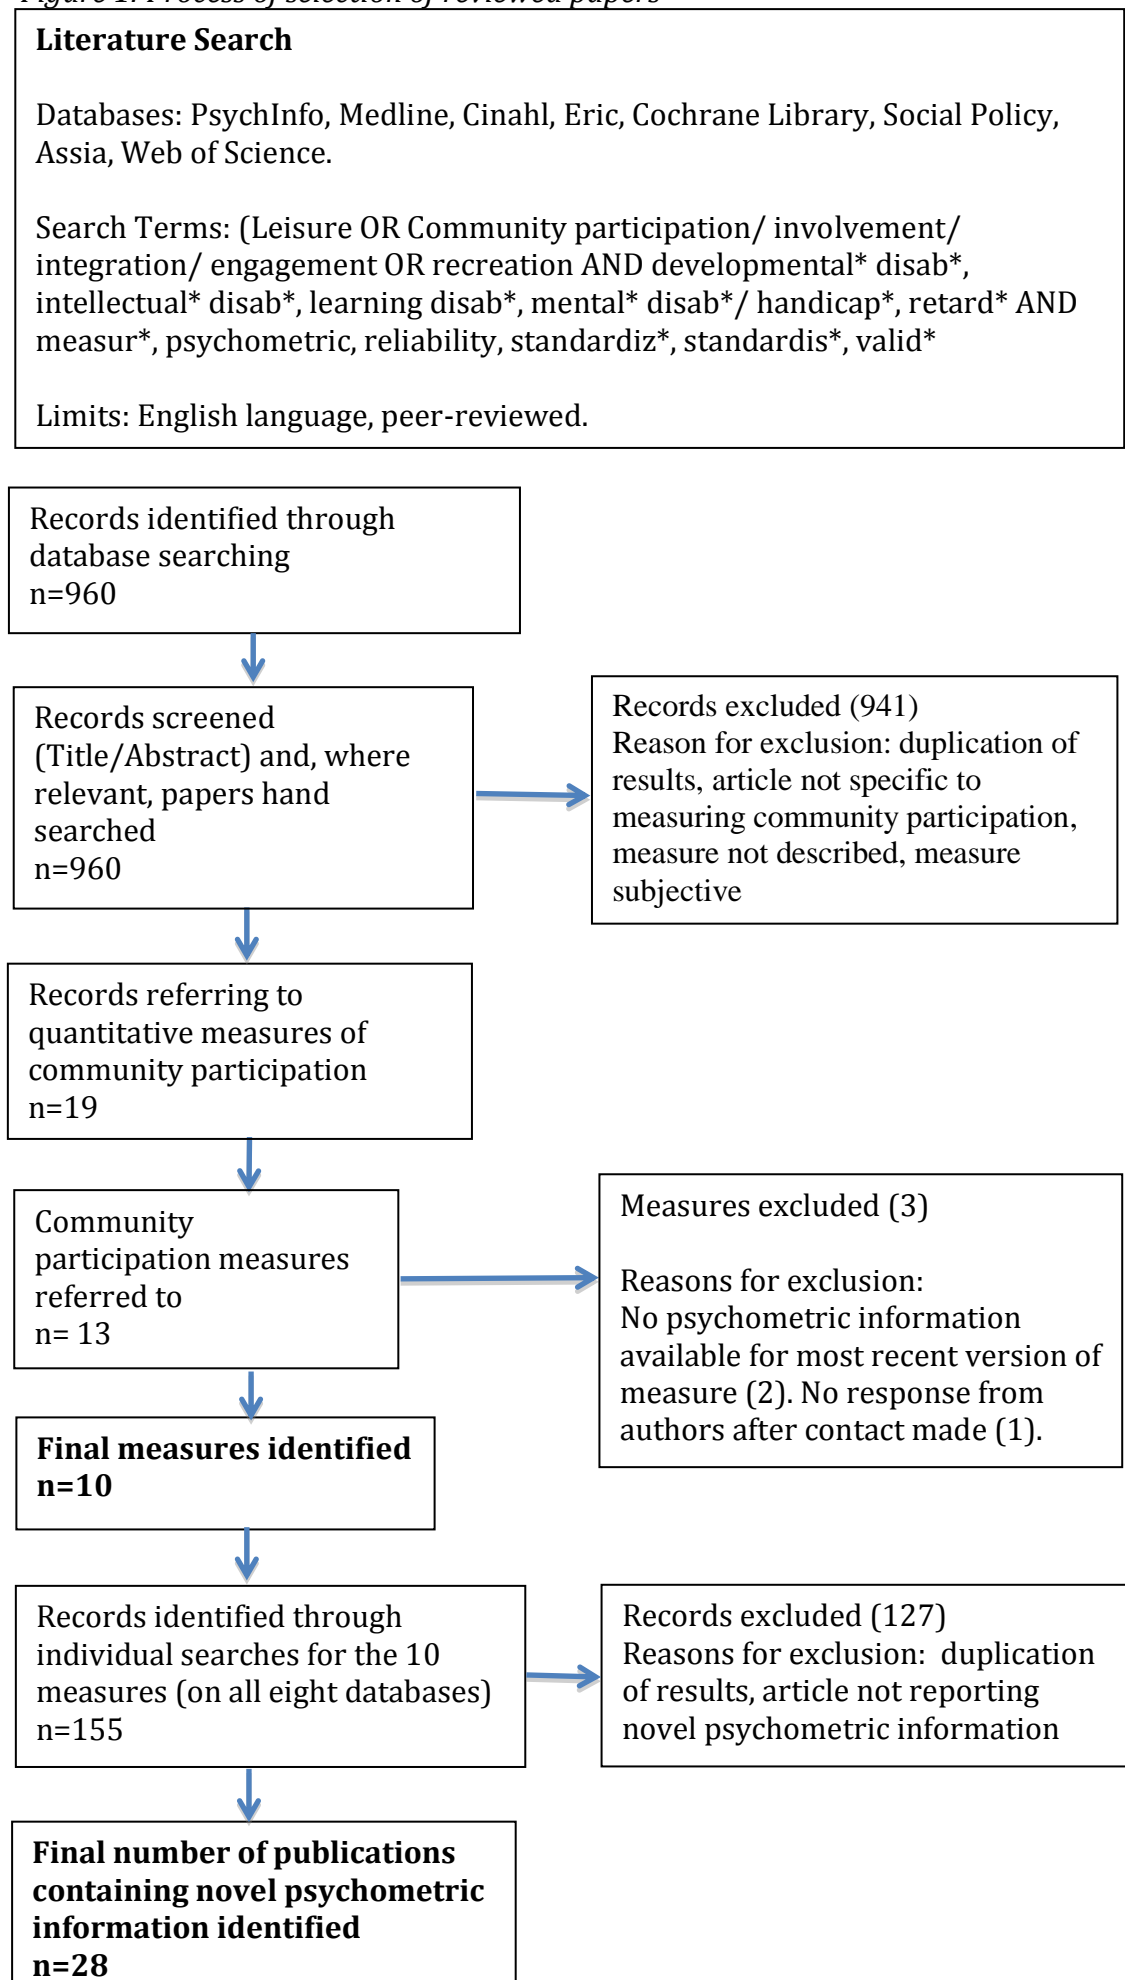 Figure 1. Process of selection of reviewed papers
Literature Search
Databases: PsychInfo, Medline, Cinahl, Eric, Cochrane Library, Social Policy,
Assia, Web of Science.
Search Terms: (Leisure OR Community participation/ involvement/
integration/ engagement OR recreation AND developmental* disab*,
intellectual* disab*, learning disab*, mental* disab*/ handicap*, retard* AND
measur*, psychometric, reliability, standardiz*, standardis*, valid*
Limits: English language, peer-reviewed.
Records identified through
database searching
n=960
Records screened
(Title/Abstract) and, where
relevant, papers hand
searched
n=960
Records excluded (941)
Reason for exclusion: duplication of
results, article not specific to
measuring community participation,
measure not described, measure
subjective
Records referring to
quantitative measures of
community participation
n=19
Community
participation measures
referred to
n= 13
Measures excluded (3)
Reasons for exclusion:
No psychometric information
available for most recent version of
measure (2). No response from
authors after contact made (1).
Final measures identified
n=10
Records identified through
individual searches for the 10
measures (on all eight databases)
n=155
Records excluded (127)
Reasons for exclusion:  duplication
of results, article not reporting
novel psychometric information
Final number of publications
containing novel psychometric
information identified
n=28